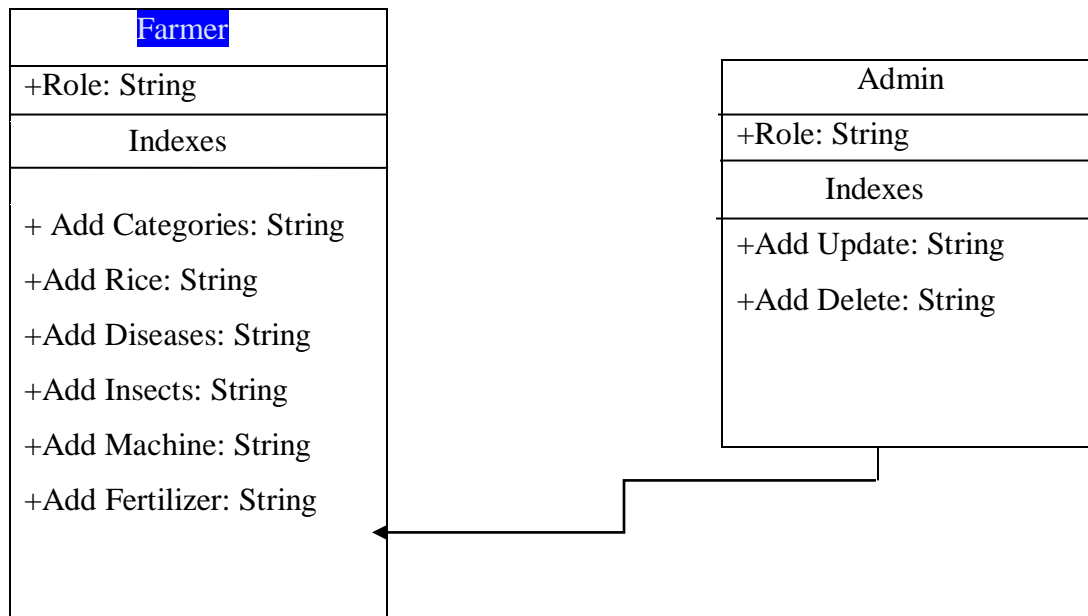 Farmer
+Role: String
Indexes
+ Add Categories: String
+Add Rice: String
+Add Diseases: String
+Add Insects: String
+Add Machine: String
+Add Fertilizer: String
Admin
+Role: String
Indexes
+Add Update: String
+Add Delete: String